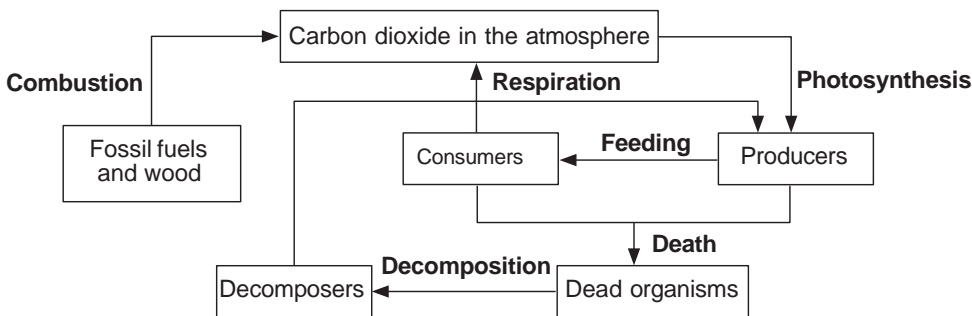 Carbon dioxide in the atmosphere
Combustion
Respiration
Photosynthesis
Fossil fuels
and wood
Consumers
Feeding
Producers
Death
Decomposers
Decomposition
Dead organisms